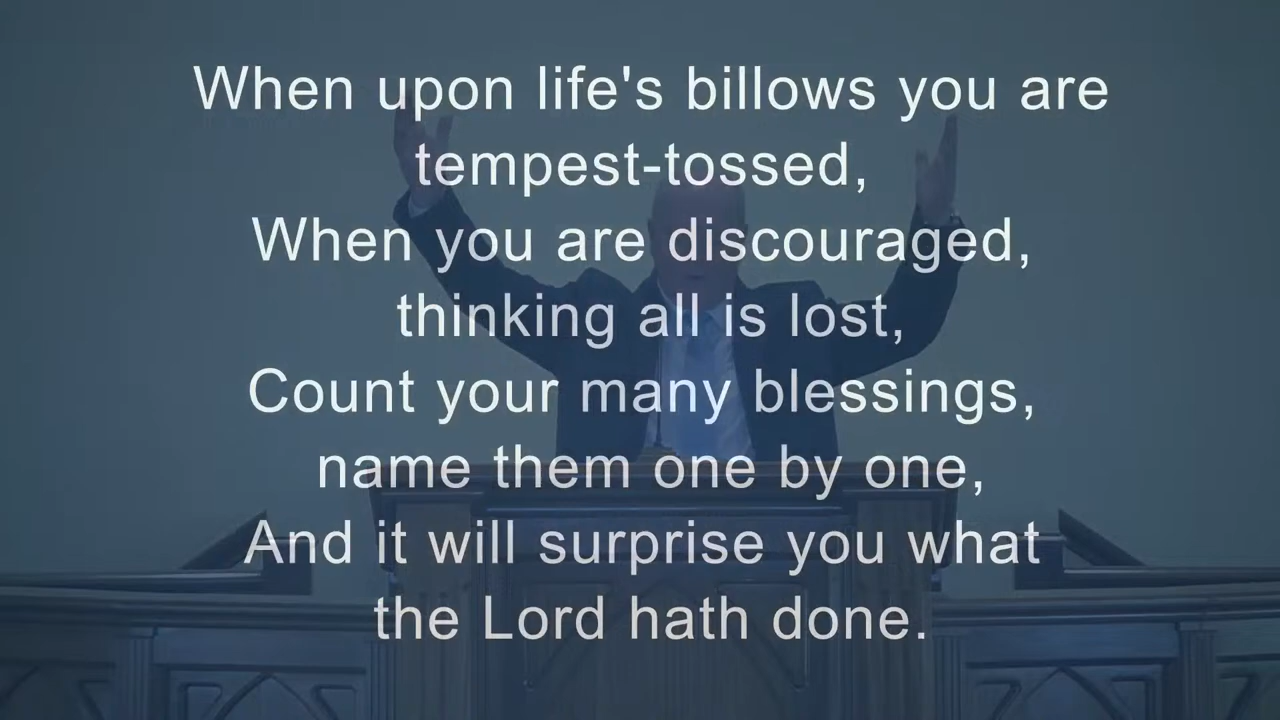 When upon life's billows you are
tempest-tossed,
When you are discouraged,
thinking all is lost,
Count your many blessings,
name them one by one,
And it will surprise you what
the Lord hath done.